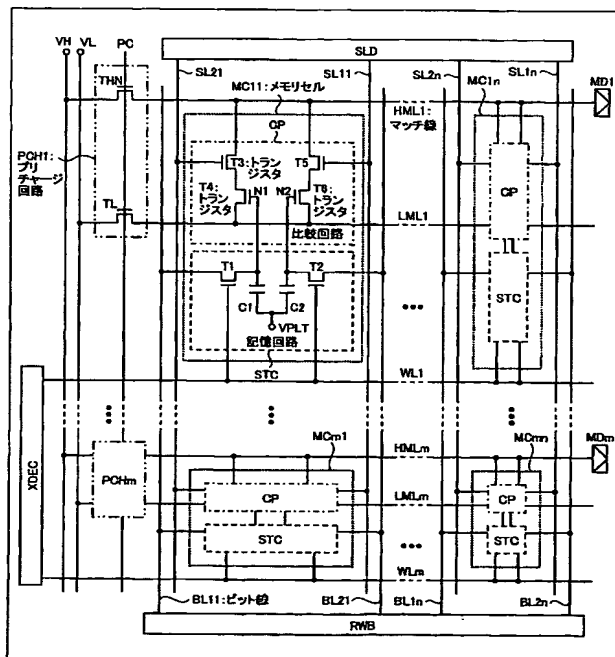 VH VL PC
SLD
SL21 SL11 SL2n SL1n
THN
MC11:メモリセル
MC1n
MD1
HML1:
マッチ線
CP
PCH1:
プリ
チャージ
回路
T3:トラン
ジスタ
T5
T4:
トラン
ジスタ
N1 N2
T6:トラン
ジスタ
CP
TL
LML1
比較回路
T1 T2
STC
C1 C2
VPLT
記憶回路
STC
WL1
XDEC
MCm1
HMLm
MCmn
MDm
PCHm
CP
LMLm
CP
STC
STC
WLm
BL11:ビット線
BL21
BL1n
BL2n
RWB